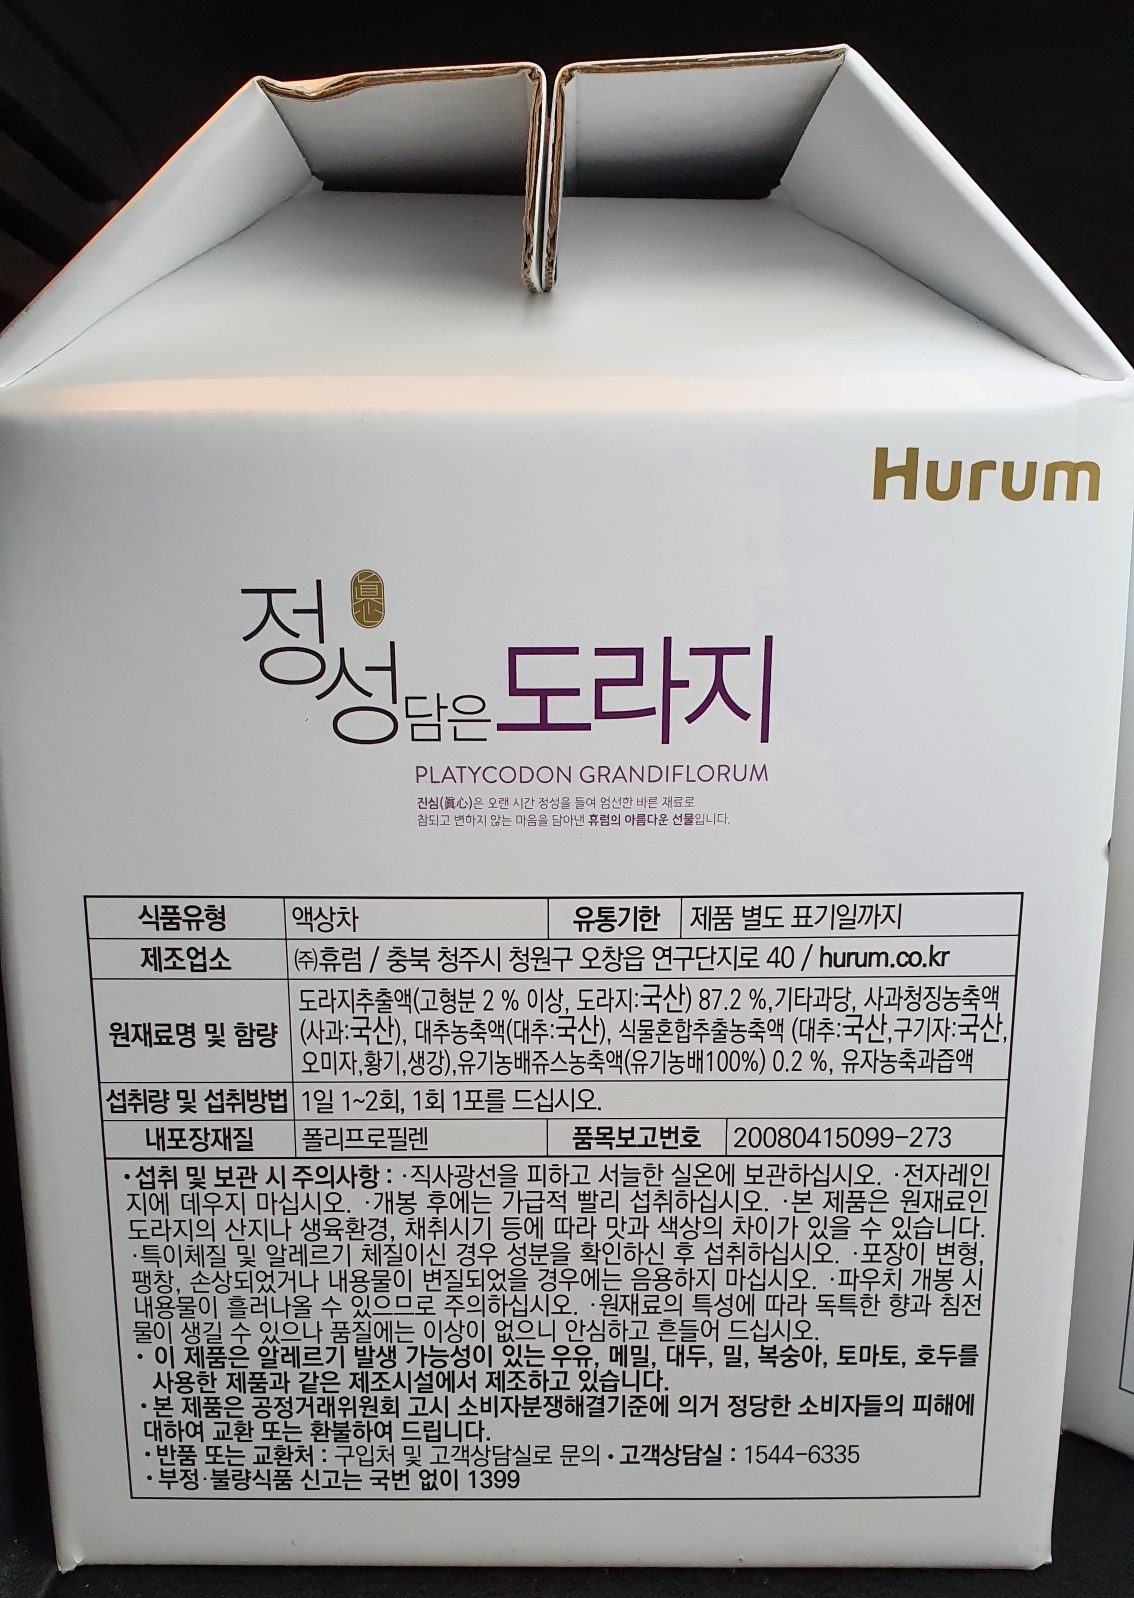 Hurum
眞心
정성담은 도라지
PLATYCODON GRANDIFLORUM
진심(眞心)은 오랜 시간 정성을 들여 엄선한 바른 재료로
참되고 변하지 않는 마음을 담아낸 휴럼의 아름다운 선물입니다.
식품유형 액상차 유통기한 제품 별도 표기일까지
제조업소 ㈜휴럼 / 충북 청주시 청원구 오창읍 연구단지로 40 / hurum.co.kr
원재료명 및 함량
도라지추출액(고형분 2 % 이상, 도라지:국산) 87.2 %,기타과당, 사과청징농축액
(사과:국산), 대추농축액(대추:국산), 식물혼합추출농축액 (대추:국산,구기자:국산,
오미자,황기,생강),유기농배쥬스농축액(유기농배100%) 0.2 %, 유자농축과즙액
섭취량 및 섭취방법 1일 1~2회, 1회 1포를 드십시오.
내포장재질 폴리프로필렌 품목보고번호 20080415099-273
• 섭취 및 보관 시 주의사항 : ·직사광선을 피하고 서늘한 실온에 보관하십시오. ·전자레인
지에 데우지 마십시오. ·개봉 후에는 가급적 빨리 섭취하십시오. ·본 제품은 원재료인
도라지의 산지나 생육환경, 채취시기 등에 따라 맛과 색상의 차이가 있을 수 있습니다.
·특이체질 및 알레르기 체질이신 경우 성분을 확인하신 후 섭취하십시오. ·포장이 변형,
팽창, 손상되었거나 내용물이 변질되었을 경우에는 음용하지 마십시오. ·파우치 개봉 시
내용물이 흘러나올 수 있으므로 주의하십시오. ·원재료의 특성에 따라 독특한 향과 침전
물이 생길 수 있으나 품질에는 이상이 없으니 안심하고 흔들어 드십시오.
• 이 제품은 알레르기 발생 가능성이 있는 우유, 메밀, 대두, 밀, 복숭아, 토마토, 호두를
사용한 제품과 같은 제조시설에서 제조하고 있습니다.
• 본 제품은 공정거래위원회 고시 소비자분쟁해결기준에 의거 정당한 소비자들의 피해에
대하여 교환 또는 환불하여 드립니다.
• 반품 또는 교환처 : 구입처 및 고객상담실로 문의 • 고객상담실 : 1544-6335
• 부정·불량식품 신고는 국번 없이 1399